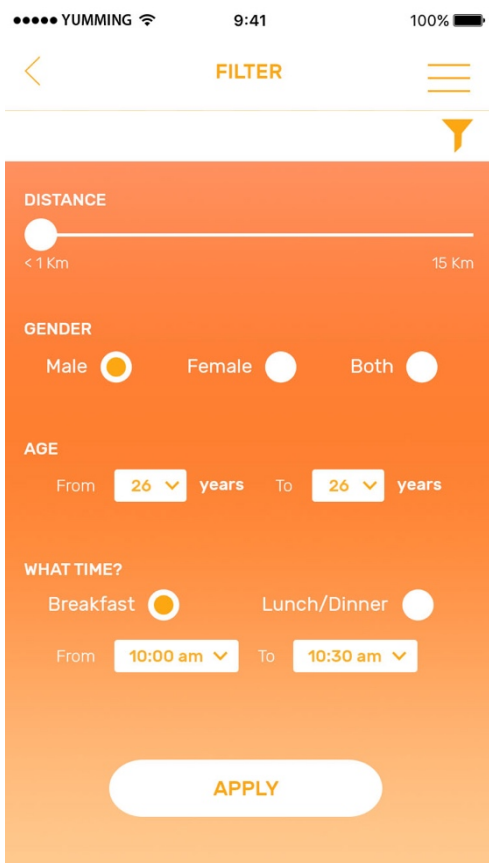 YUMMING 9:41 100%
FILTER
DISTANCE
< 1 Km 15 Km
GENDER
Male Female Both
AGE
From 26 years To 26 years
WHAT TIME?
Breakfast Lunch/Dinner
From 10:00 am To 10:30 am
APPLY